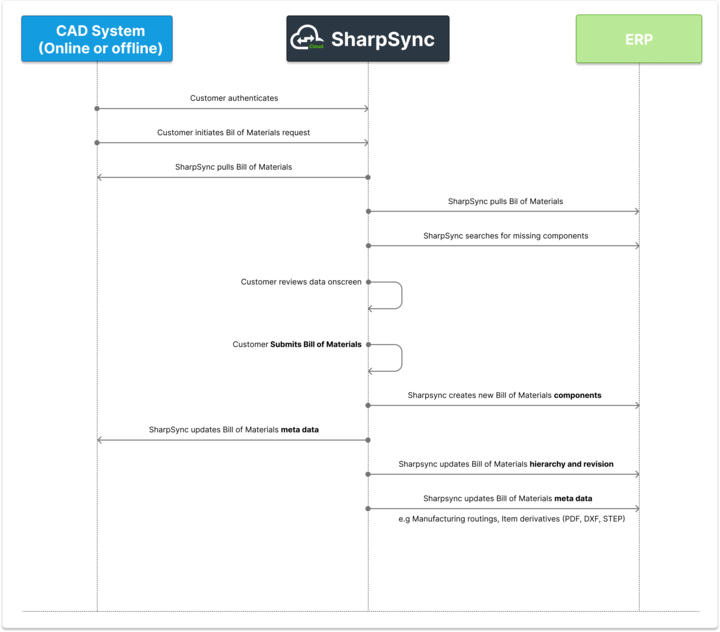 CAD System
(Online or offline)
Cloud
SharpSync
ERP
Customer authenticates
Customer initiates Bil of Materials request
SharpSync pulls Bill of Materials
SharpSync pulls Bil of Materials
SharpSync searches for missing components
Customer reviews data onscreen
Customer Submits Bill of Materials
Sharpsync creates new Bill of Materials components
SharpSync updates Bill of Materials meta data
Sharpsync updates Bill of Materials hierarchy and revision
Sharpsync updates Bill of Materials meta data
e.g Manufacturing routings, Item derivatives (PDF, DXF, STEP)